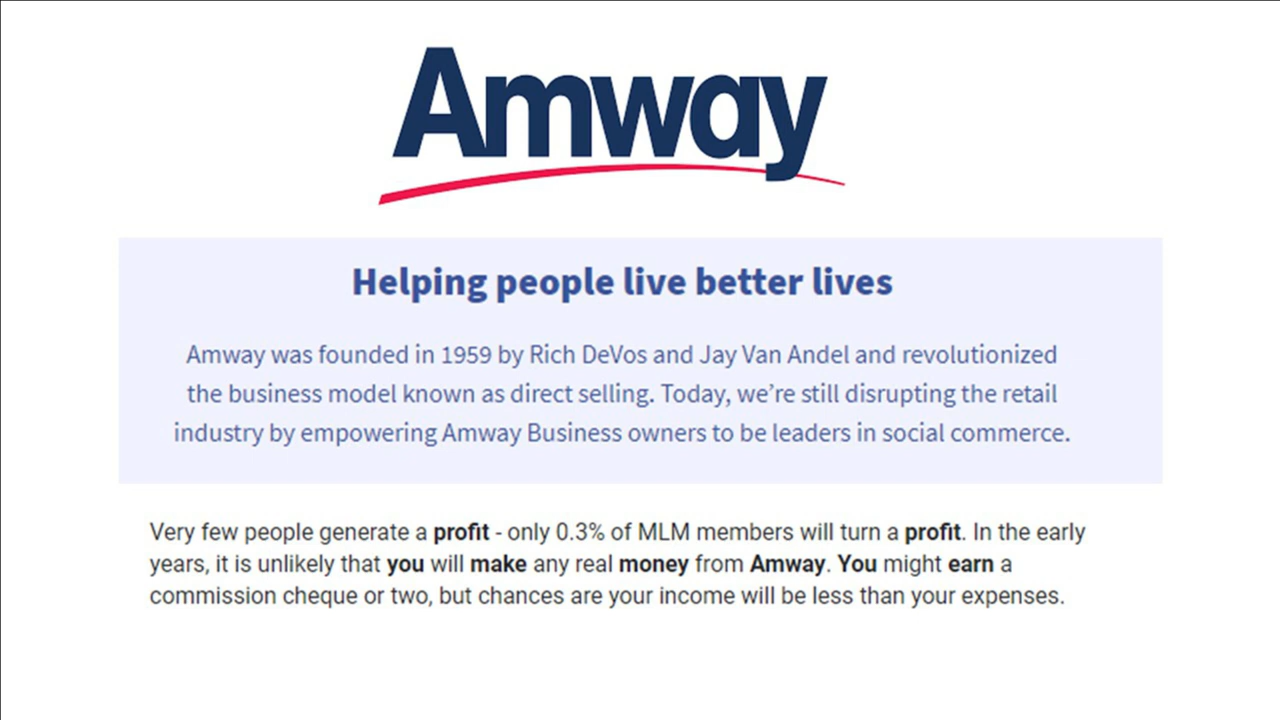 Amway
Helping people live better lives
Amway was founded in 1959 by Rich DeVos and Jay Van Andel and revolutionized
the business model known as direct selling. Today, we’re still disrupting the retail
industry by empowering Amway Business owners to be leaders in social commerce.
Very few people generate a profit - only 0.3% of MLM members will turn a profit. In the early
years, it is unlikely that you will make any real money from Amway. You might earn a
commission cheque or two, but chances are your income will be less than your expenses.